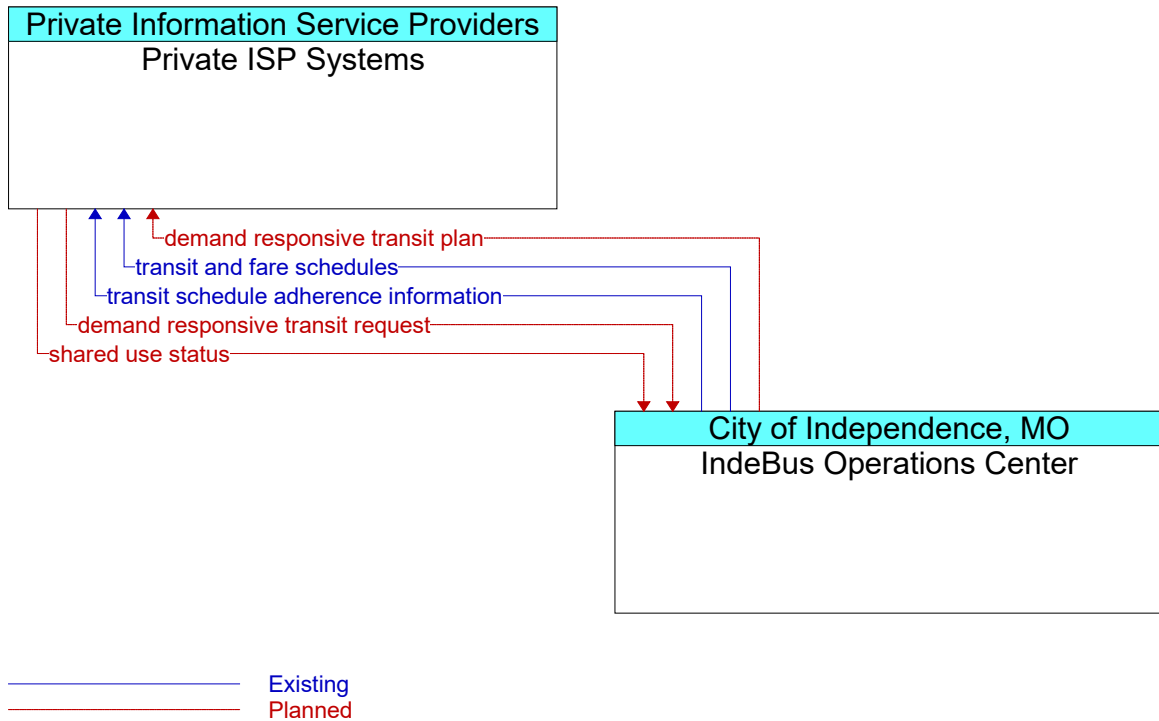 Private Information Service Providers
Private ISP Systems
demand responsive transit plan
transit and fare schedules
transit schedule adherence information
demand responsive transit request
shared use status
City of Independence, MO
IndeBus Operations Center
Existing
Planned